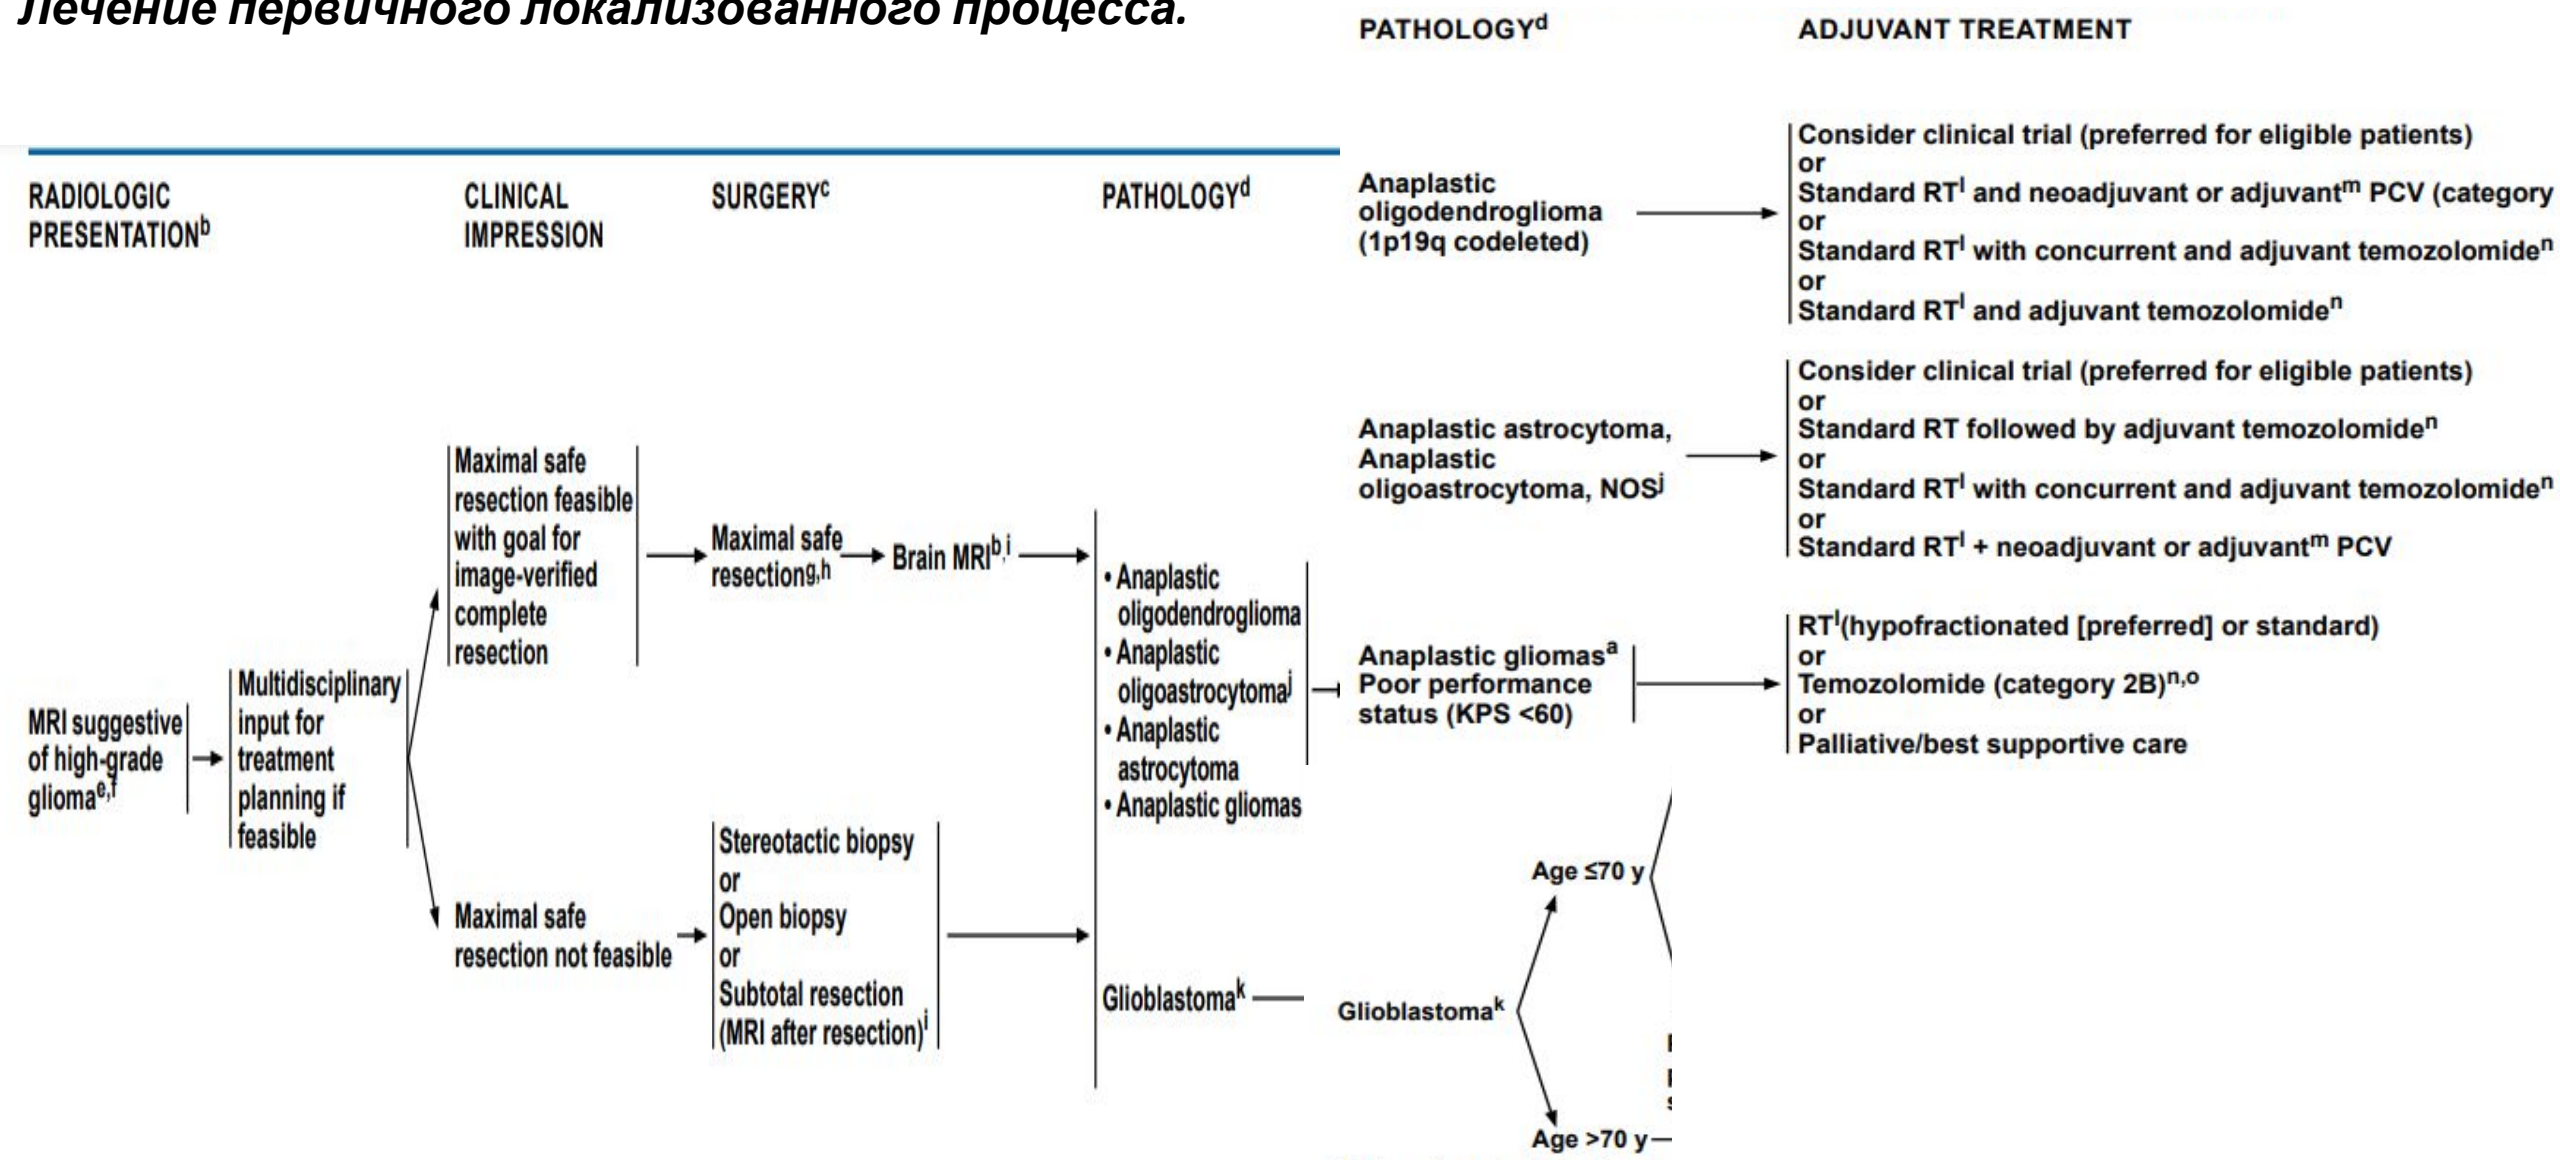 Лечение первичного локализованного процесса.
RADIOLOGIC
PRESENTATIONb
CLINICAL
IMPRESSION
SURGERYc
PATHOLOGYd
MRI suggestive
of high-grade
gliomae,f
Multidisciplinary
input for
treatment
planning if
feasible
Maximal safe
resection feasible
with goal for
image-verified
complete
resection
Maximal safe
resectiong,h
Brain MRIb,i
Maximal safe
resection not feasible
Stereotactic biopsy
or
Open biopsy
or
Subtotal resection
(MRI after resection)i
• Anaplastic
oligodendroglioma
• Anaplastic
oligoastrocytomaj
• Anaplastic
astrocytoma
• Anaplastic gliomas
Glioblastomak
PATHOLOGYd
ADJUVANT TREATMENT
Anaplastic
oligodendroglioma
(1p19q codeleted)
Consider clinical trial (preferred for eligible patients)
or
Standard RTl and neoadjuvant or adjuvantm PCV (category
or
Standard RTl with concurrent and adjuvant temozolomiden
or
Standard RTl and adjuvant temozolomiden
Anaplastic astrocytoma,
Anaplastic
oligoastrocytoma, NOSj
Consider clinical trial (preferred for eligible patients)
or
Standard RT followed by adjuvant temozolomiden
or
Standard RTl with concurrent and adjuvant temozolomiden
or
Standard RTl + neoadjuvant or adjuvantm PCV
Anaplastic gliomasa
Poor performance
status (KPS <60)
RTl(hypofractionated [preferred] or standard)
or
Temozolomide (category 2B)n,o
or
Palliative/best supportive care
Glioblastomak
Age ≤70 y
Age >70 y